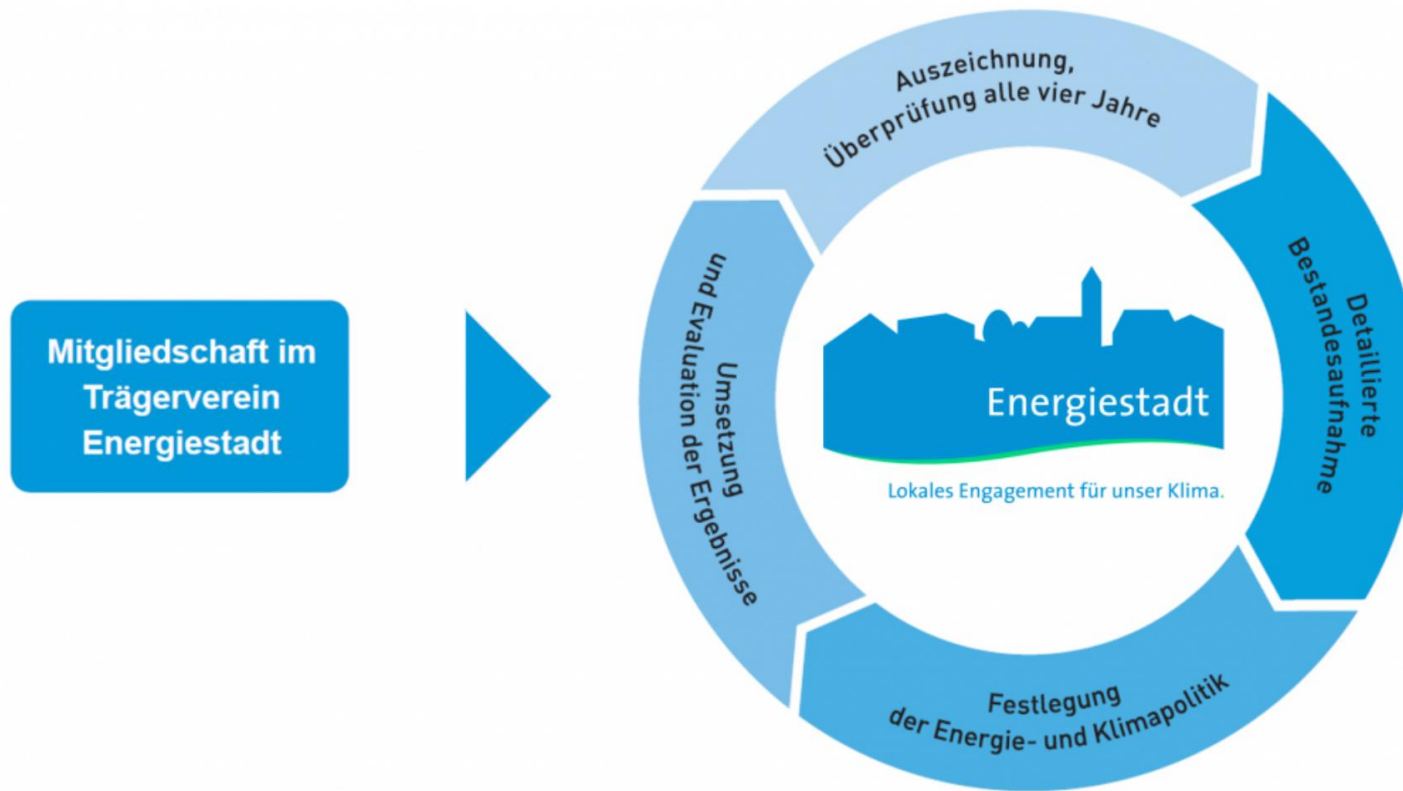 Mitgliedschaft im
Trägerverein
Energiestadt
Auszeichnung,
Überprüfung alle vier Jahre
Detaillierte
Bestandesaufnahme
Festlegung
der Energie- und Klimapolitik
Umsetzung
und Evaluation der Ergebnisse
Energiestadt
Lokales Engagement für unser Klima.